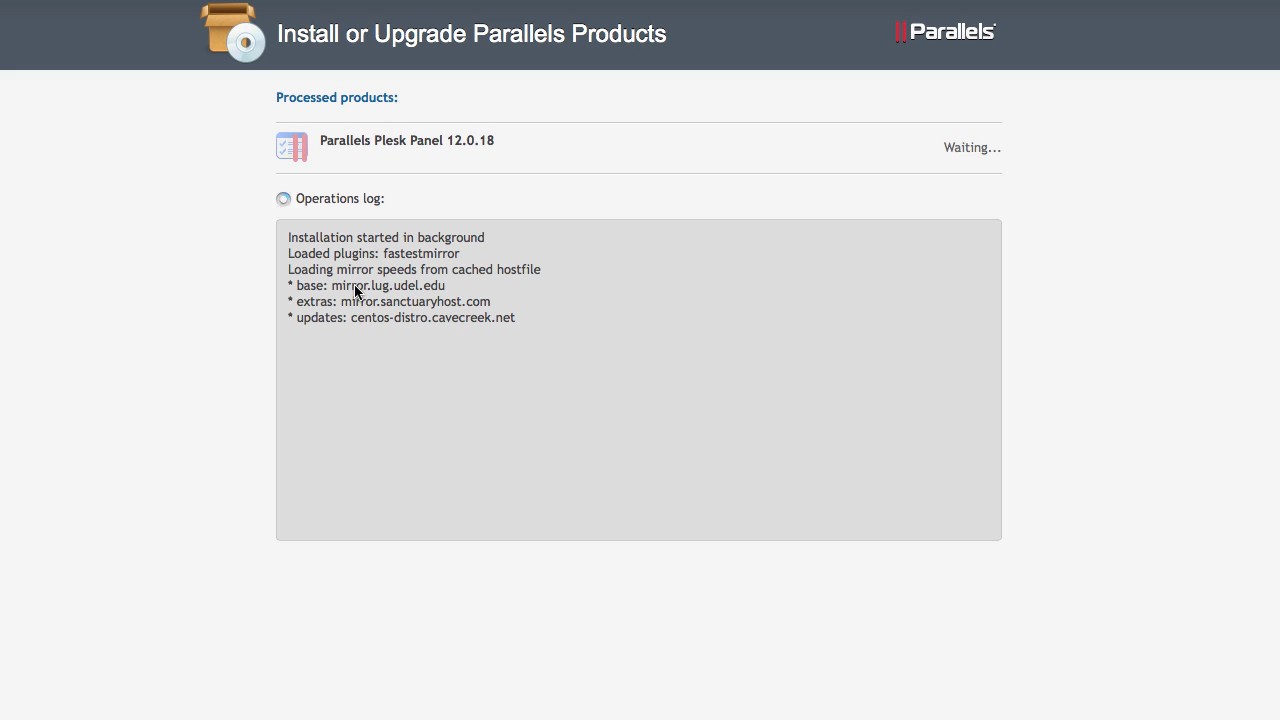 Install or Upgrade Parallels Products
Parallels
Processed products:
Parallels Plesk Panel 12.0.18
Waiting...
Operations log:
Installation started in background
Loaded plugins: fastestmirror
Loading mirror speeds from cached hostfile
* base: mirror.lug.udel.edu
* extras: mirror.sanctuaryhost.com
* updates: centos-distro.cavecreek.net